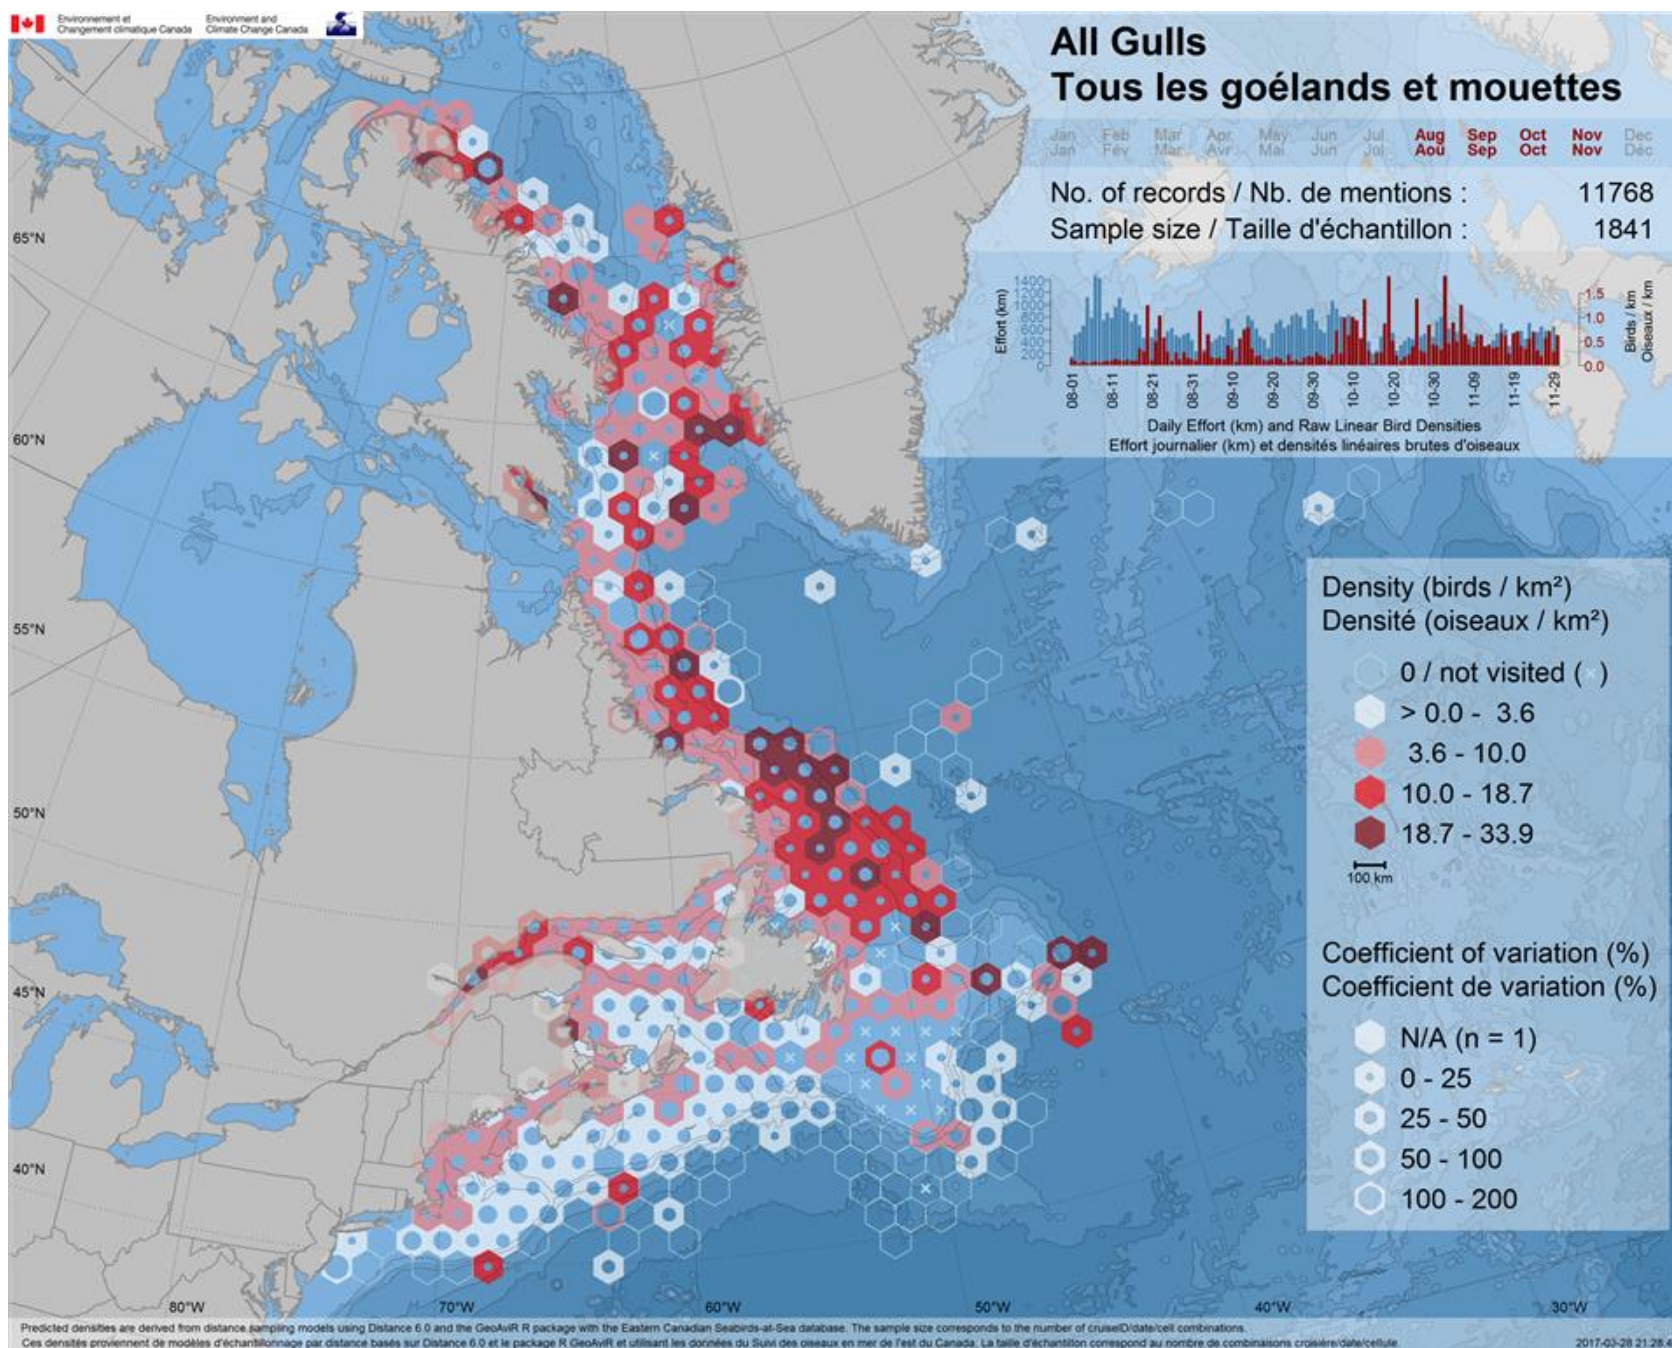 Environnement et
Changement climatique Canada
Environment and
Climate Change Canada
All Gulls
Tous les goélands et mouettes
Jan Feb Mar Apr May Jun Jul Aug Sep Oct Nov Dec
Jan Fév Mar Avr Mai Jun Jul Aoû Sep Oct Nov Déc
No. of records / Nb. de mentions : 11768
Sample size / Taille d'échantillon : 1841
Effort (km)
1400
1200
1000
800
600
400
200
0
1.5
1.0
0.5
0.0
Birds / km
Oiseaux / km
08-01 08-11 08-21 08-31 09-10 09-20 09-30 10-10 10-20 10-30 11-09 11-19 11-29
Daily Effort (km) and Raw Linear Bird Densities
Effort journalier (km) et densités linéaires brutes d'oiseaux
65°N
60°N
55°N
50°N
45°N
40°N
Density (birds / km²)
Densité (oiseaux / km²)
0 / not visited (×)
> 0.0 - 3.6
3.6 - 10.0
10.0 - 18.7
18.7 - 33.9
100 km
Coefficient of variation (%)
Coefficient de variation (%)
N/A (n = 1)
0 - 25
25 - 50
50 - 100
100 - 200
80°W 70°W 60°W 50°W 40°W 30°W
Predicted densities are derived from distance sampling models using Distance 6.0 and the GeoAviR R package with the Eastern Canadian Seabirds-at-Sea database. The sample size corresponds to the number of cruiseID/date/cell combinations.
Ces densités proviennent de modèles d'échantillonnage par distance basés sur Distance 6.0 et le package R GeoAviR et utilisant les données du Suivi des oiseaux en mer de l'est du Canada. La taille d'échantillon correspond au nombre de combinaisons croisière/date/cellule.
2017-03-28 21:28:4